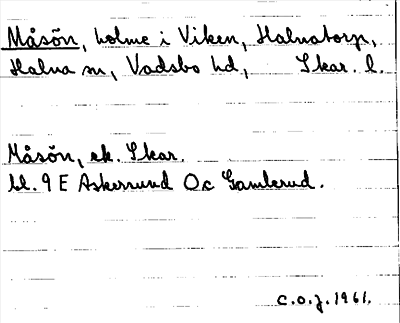 Måsön, holme i Viken, Halnatorp,
Halna sn, Vadsbo hd, Skar. l.
Måsön, ek. Skar.
bl. 9 E Askersund Oc Gamlerud.
C.O.J. 1961.